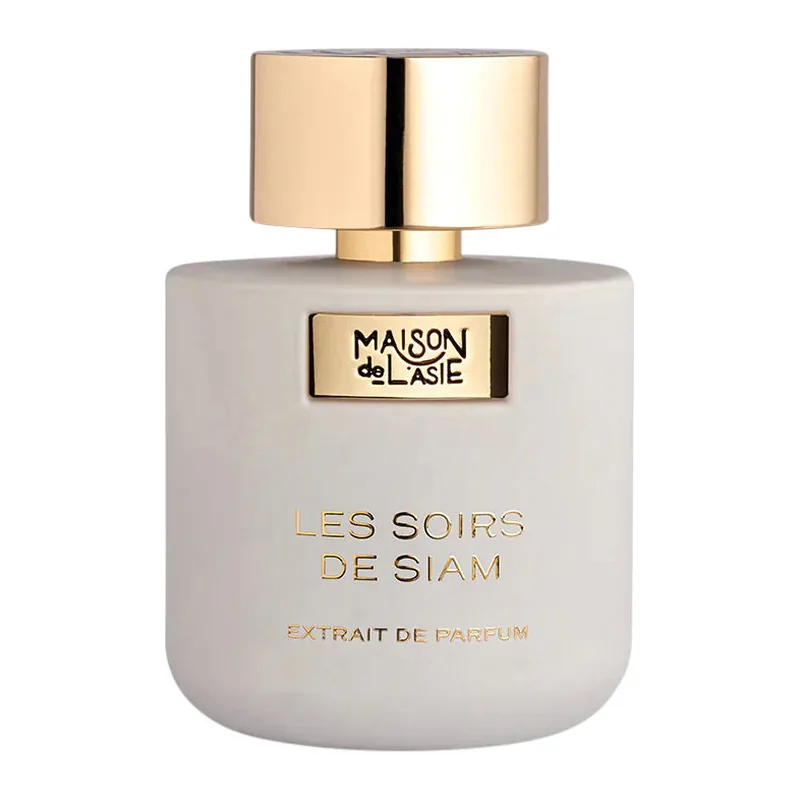 MAISON
de L'ASIE
LES SOIRS
DE SIAM
EXTRAIT DE PARFUM